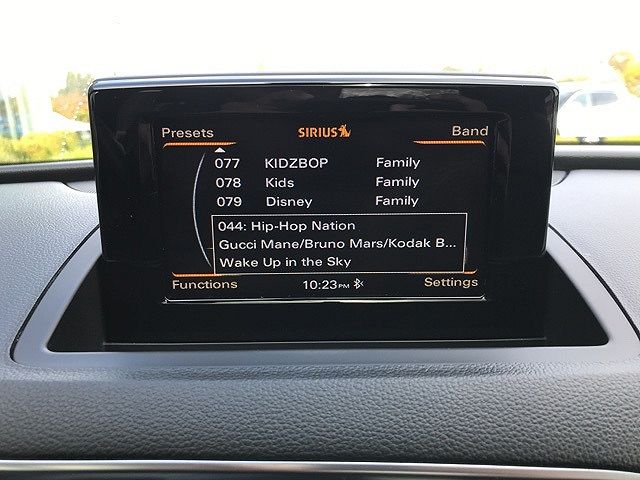 Presets SIRIUS Band
077 KIDZBOP Family
078 Kids Family
079 Disney Family
044: Hip-Hop Nation
Gucci Mane/Bruno Mars/Kodak B...
Wake Up in the Sky
Functions 10:23PM Settings